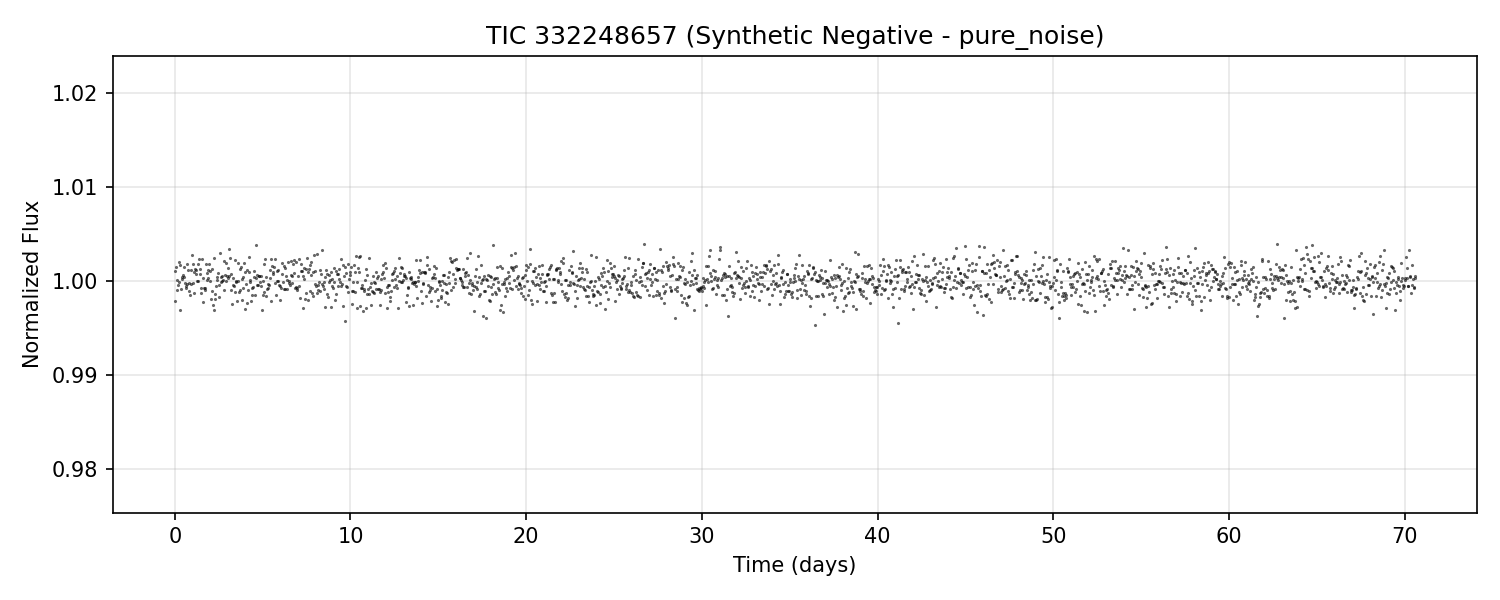 TIC 332248657 (Synthetic Negative - pure_noise)
Normalized Flux
1.02
1.01
1.00
0.99
0.98
0 10 20 30 40 50 60 70
Time (days)